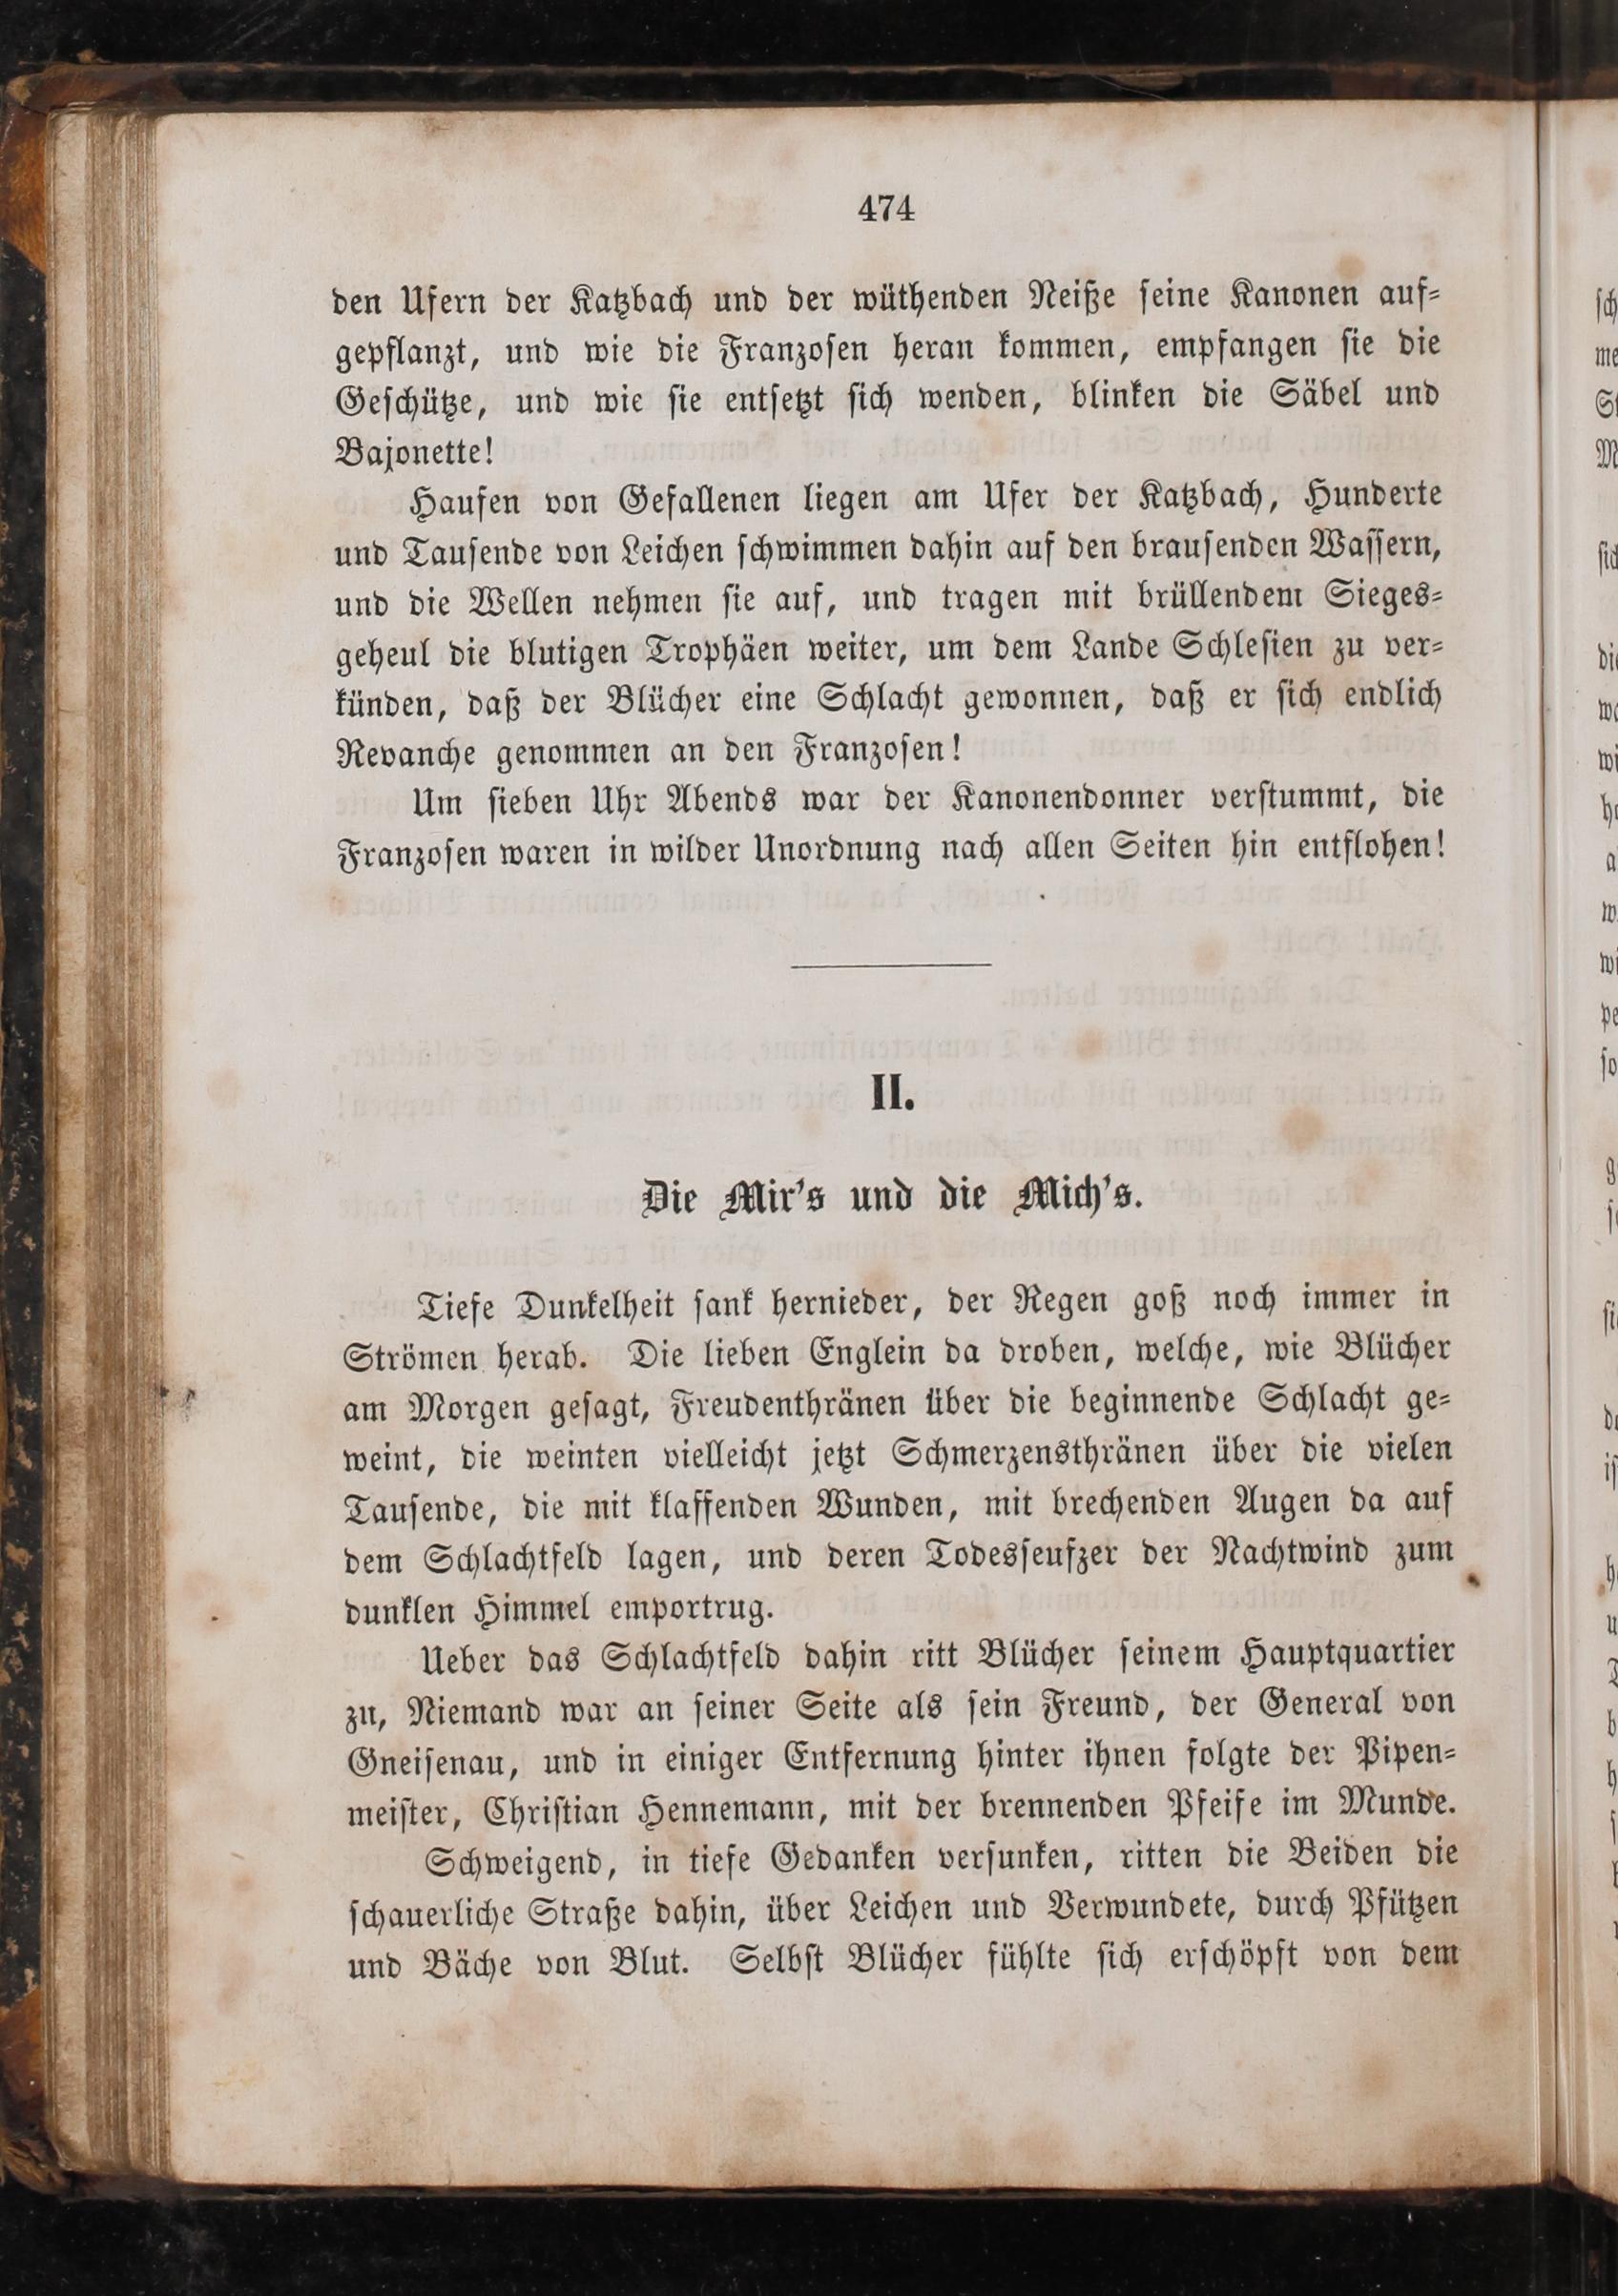 474
den Ufern der Katzbach und der wüthenden Neiße seine Kanonen auf-
gepflanzt, und wie die Franzosen heran kommen, empfangen sie die
Geschütze, und wie sie entsetzt sich wenden, blinken die Säbel und
Bajonette!
Haufen von Gefallenen liegen am Ufer der Katzbach, Hunderte
und Tausende von Leichen schwimmen dahin auf den brausenden Wassern,
und die Wellen nehmen sie auf, und tragen mit brüllendem Sieges-
geheul die blutigen Trophäen weiter, um dem Lande Schlesien zu ver-
künden, daß der Blücher eine Schlacht gewonnen, daß er sich endlich
Revanche genommen an den Franzosen!
Um sieben Uhr Abends war der Kanonendonner verstummt, die
Franzosen waren in wilder Unordnung nach allen Seiten hin entflohen!
II.
Die Mir's und die Mich's.
Tiefe Dunkelheit sank hernieder, der Regen goß noch immer in
Strömen herab. Die lieben Englein da droben, welche, wie Blücher
am Morgen gesagt, Freudenthränen über die beginnende Schlacht ge-
weint, die weinten vielleicht jetzt Schmerzensthränen über die vielen
Tausende, die mit klaffenden Wunden, mit brechenden Augen da auf
dem Schlachtfeld lagen, und deren Todesseufzer der Nachtwind zum
dunklen Himmel emportrug.
Ueber das Schlachtfeld dahin ritt Blücher seinem Hauptquartier
zu, Niemand war an seiner Seite als sein Freund, der General von
Gneisenau, und in einiger Entfernung hinter ihnen folgte der Pipen-
meister, Christian Hennemann, mit der brennenden Pfeife im Munde.
Schweigend, in tiefe Gedanken versunken, ritten die Beiden die
schauerliche Straße dahin, über Leichen und Verwundete, durch Pfützen
und Bäche von Blut. Selbst Blücher fühlte sich erschöpft von dem